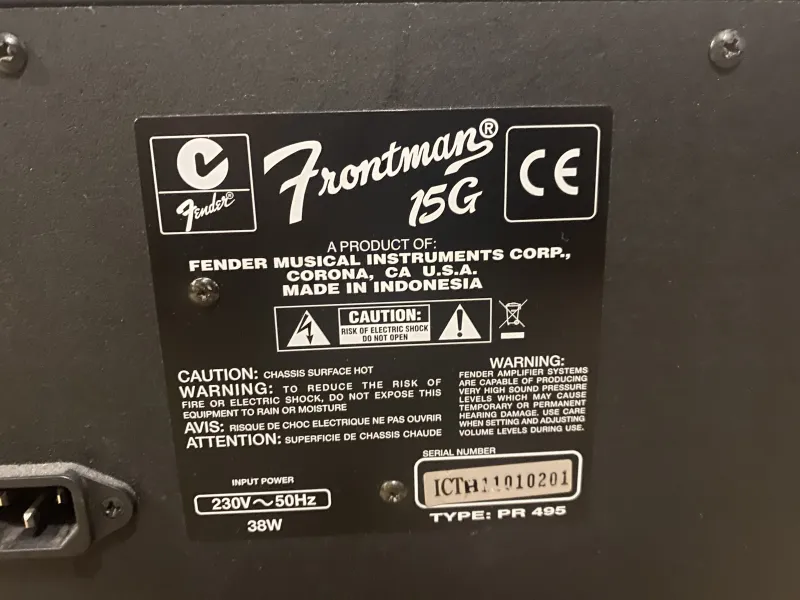 Fender®
Frontman®
15G
CE
A PRODUCT OF:
FENDER MUSICAL INSTRUMENTS CORP.,
CORONA, CA U.S.A.
MADE IN INDONESIA
CAUTION:
RISK OF ELECTRIC SHOCK
DO NOT OPEN
CAUTION: CHASSIS SURFACE HOT
WARNING: TO REDUCE THE RISK OF
FIRE OR ELECTRIC SHOCK, DO NOT EXPOSE THIS
EQUIPMENT TO RAIN OR MOISTURE
AVIS: RISQUE DE CHOC ELECTRIQUE NE PAS OUVRIR
ATTENTION: SUPERFICIE DE CHASSIS CHAUDE
WARNING:
FENDER AMPLIFIER SYSTEMS
ARE CAPABLE OF PRODUCING
VERY HIGH SOUND PRESSURE
LEVELS WHICH MAY CAUSE
TEMPORARY OR PERMANENT
HEARING DAMAGE. USE CARE
WHEN SETTING AND ADJUSTING
VOLUME LEVELS DURING USE.
INPUT POWER
230V～50Hz
38W
SERIAL NUMBER
ICTH11010201
TYPE: PR 495